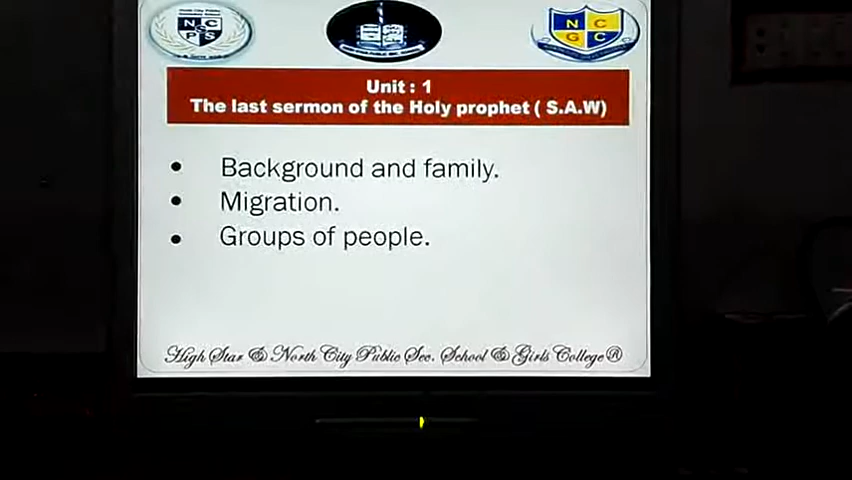 N C
P S
N C
G C
Unit : 1
The last sermon of the Holy prophet ( S.A.W)
• Background and family.
• Migration.
• Groups of people.
High Star & North City Public Sec. School & Girls College ®